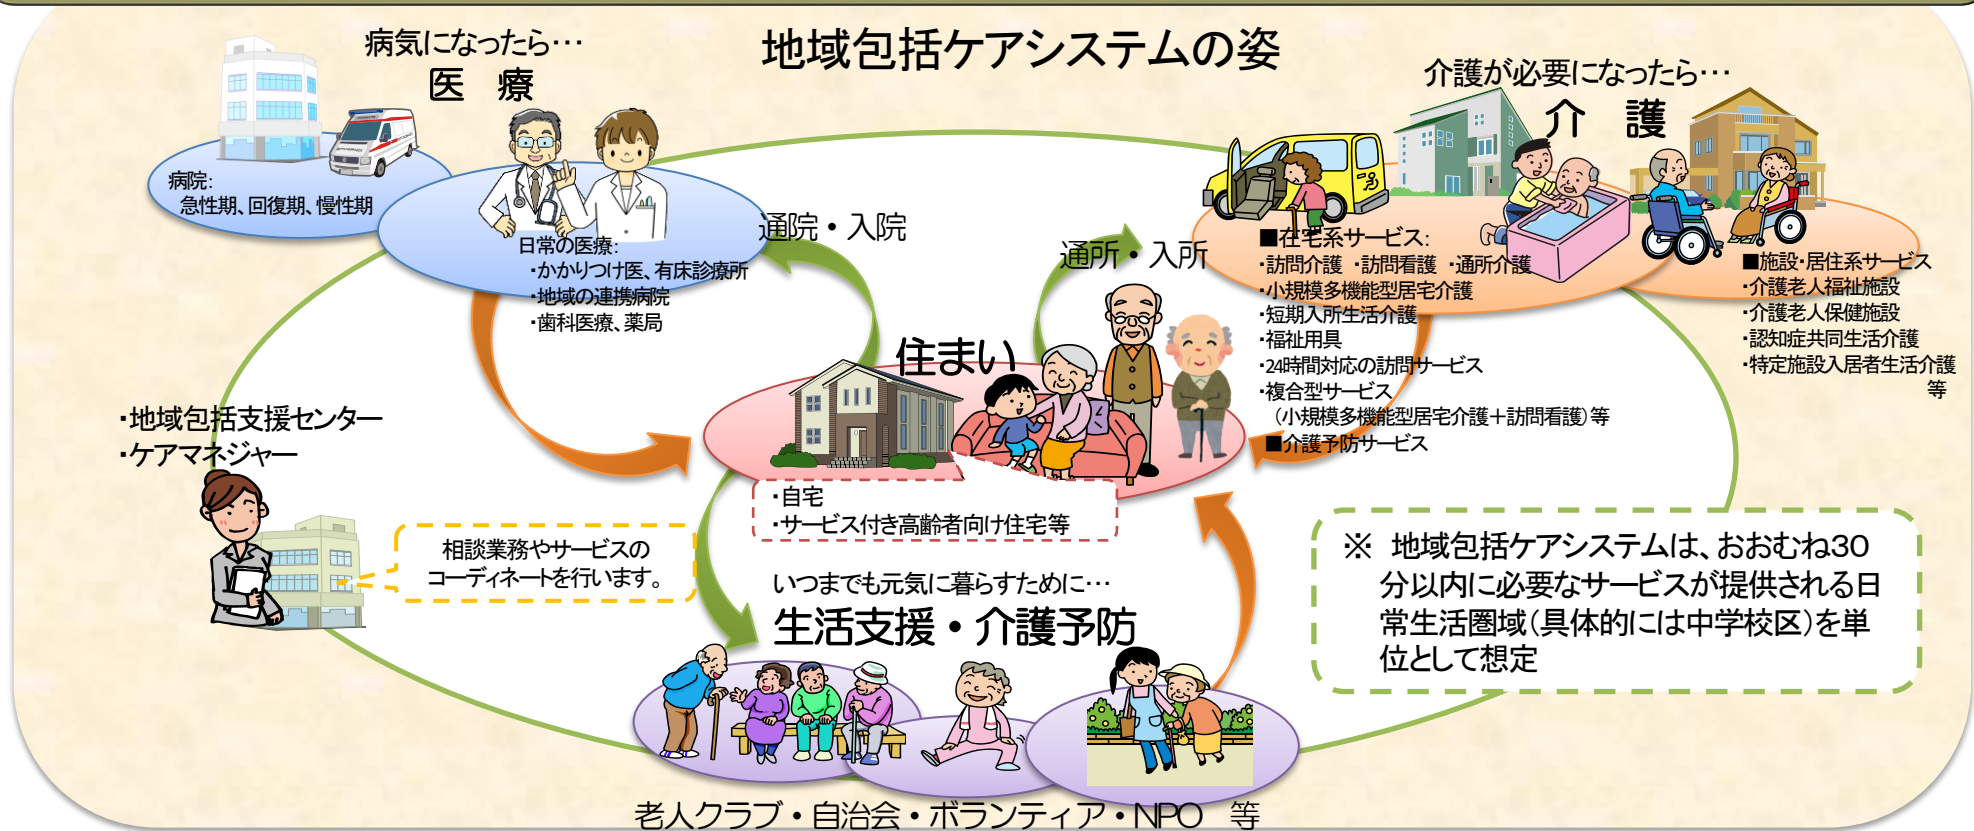 地域包括ケアシステムの姿
病気になったら･･･
医　療
病院：
急性期、回復期、慢性期
日常の医療：
・かかりつけ医、有床診療所
・地域の連携病院
・歯科医療、薬局
通院・入院
通所・入所
介護が必要になったら･･･
介　護
■在宅系サービス：
・訪問介護　・訪問看護　・通所介護
・小規模多機能型居宅介護
・短期入所生活介護
・福祉用具
・24時間対応の訪問サービス
・複合型サービス
（小規模多機能型居宅介護＋訪問看護）等
■介護予防サービス
■施設・居住系サービス
・介護老人福祉施設
・介護老人保健施設
・認知症共同生活介護
・特定施設入居者生活介護
等
住まい
・自宅
・サービス付き高齢者向け住宅等
・地域包括支援センター
・ケアマネジャー
相談業務やサービスの
コーディネートを行います。
いつまでも元気に暮らすために･･･
生活支援・介護予防
老人クラブ・自治会・ボランティア・NPO　等
※　地域包括ケアシステムは、おおむね30
分以内に必要なサービスが提供される日
常生活圏域（具体的には中学校区）を単
位として想定